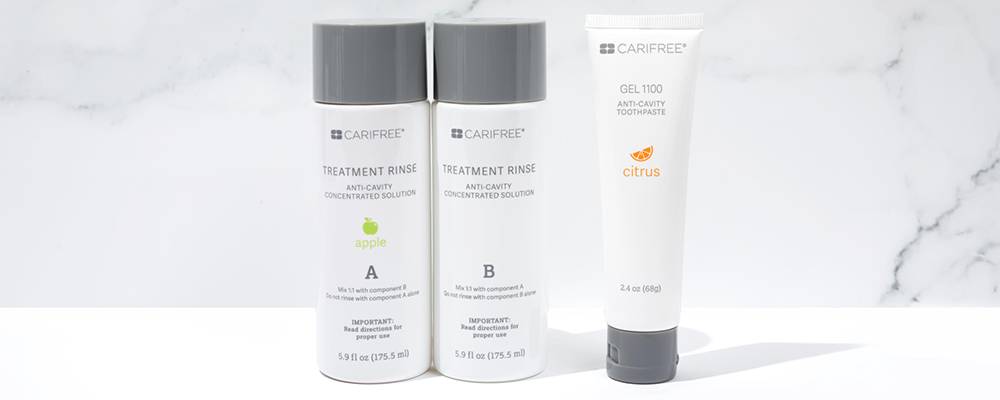 CARIFREE®
TREATMENT RINSE
ANTI-CAVITY
CONCENTRATED SOLUTION
apple
A
Mix 1:1 with component B
Do not rinse with component A alone
IMPORTANT:
Read directions for
proper use
5.9 fl oz (175.5 ml)
CARIFREE®
TREATMENT RINSE
ANTI-CAVITY
CONCENTRATED SOLUTION
B
Mix 1:1 with component A
Do not rinse with component B alone
IMPORTANT:
Read directions for
proper use
5.9 fl oz (175.5 ml)
CARIFREE®
GEL 1100
ANTI-CAVITY
TOOTHPASTE
citrus
2.4 oz (68g)